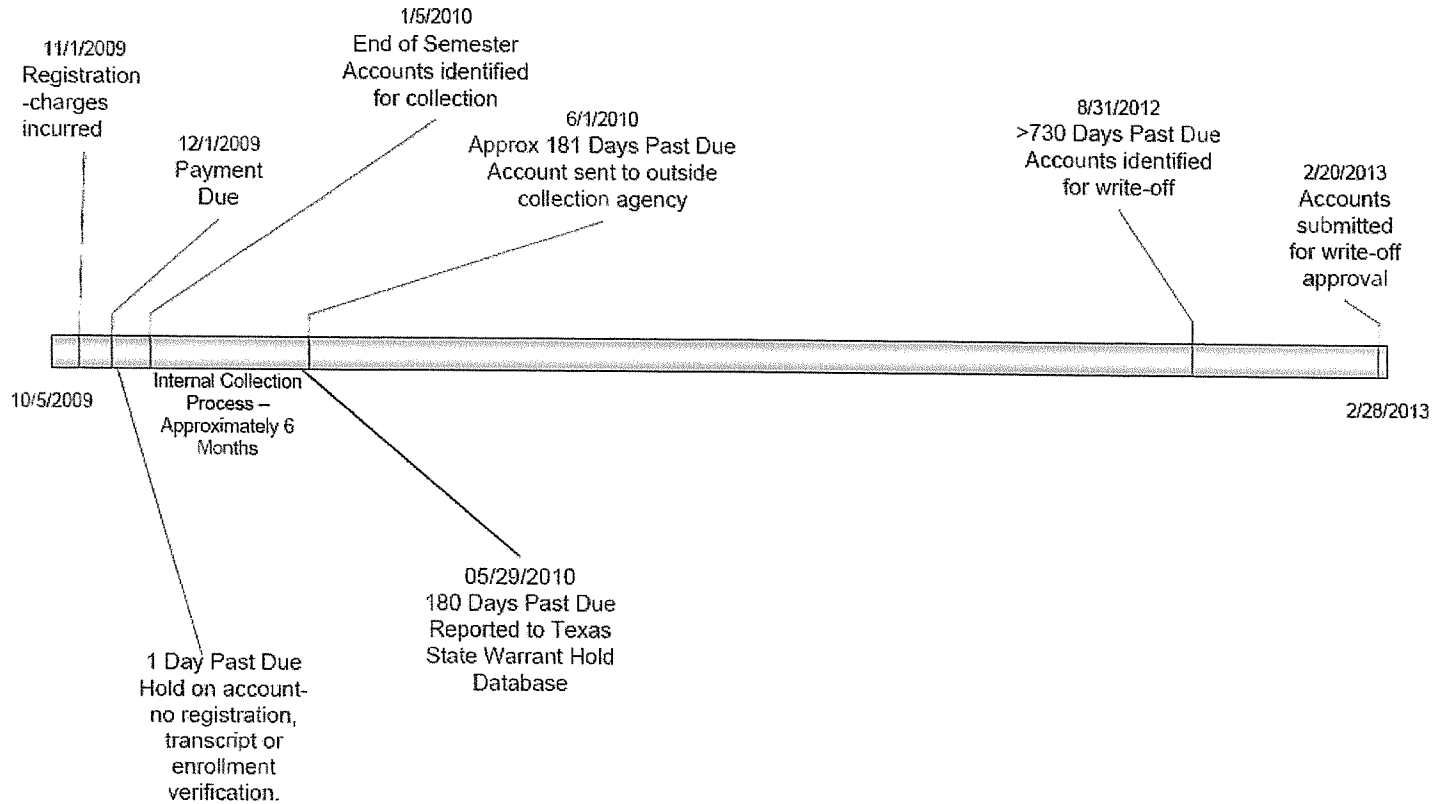 11/1/2009
Registration
-charges
incurred
12/1/2009
Payment
Due
1/5/2010
End of Semester
Accounts identified
for collection
6/1/2010
Approx 181 Days Past Due
Account sent to outside
collection agency
8/31/2012
>730 Days Past Due
Accounts identified
for write-off
2/20/2013
Accounts
submitted
for write-off
approval
10/5/2009
Internal Collection
Process –
Approximately 6
Months
2/28/2013
1 Day Past Due
Hold on account-
no registration,
transcript or
enrollment
verification.
05/29/2010
180 Days Past Due
Reported to Texas
State Warrant Hold
Database